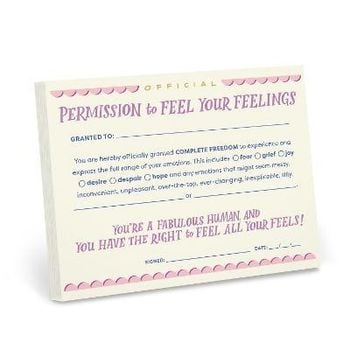 OFFICIAL
PERMISSION to FEEL YOUR FEELINGS
GRANTED TO:
You are hereby officially granted COMPLETE FREEDOM to experience and
express the full range of your emotions. This includes fear grief joy
desire despair hope and any emotions that might seem messy,
inconvenient, unpleasant, over-the-top, ever-changing, inexplicable, silly,
or
YOU'RE A FABULOUS HUMAN, AND
YOU HAVE THE RIGHT to FEEL ALL YOUR FEELS!
SIGNED: DATE: / /